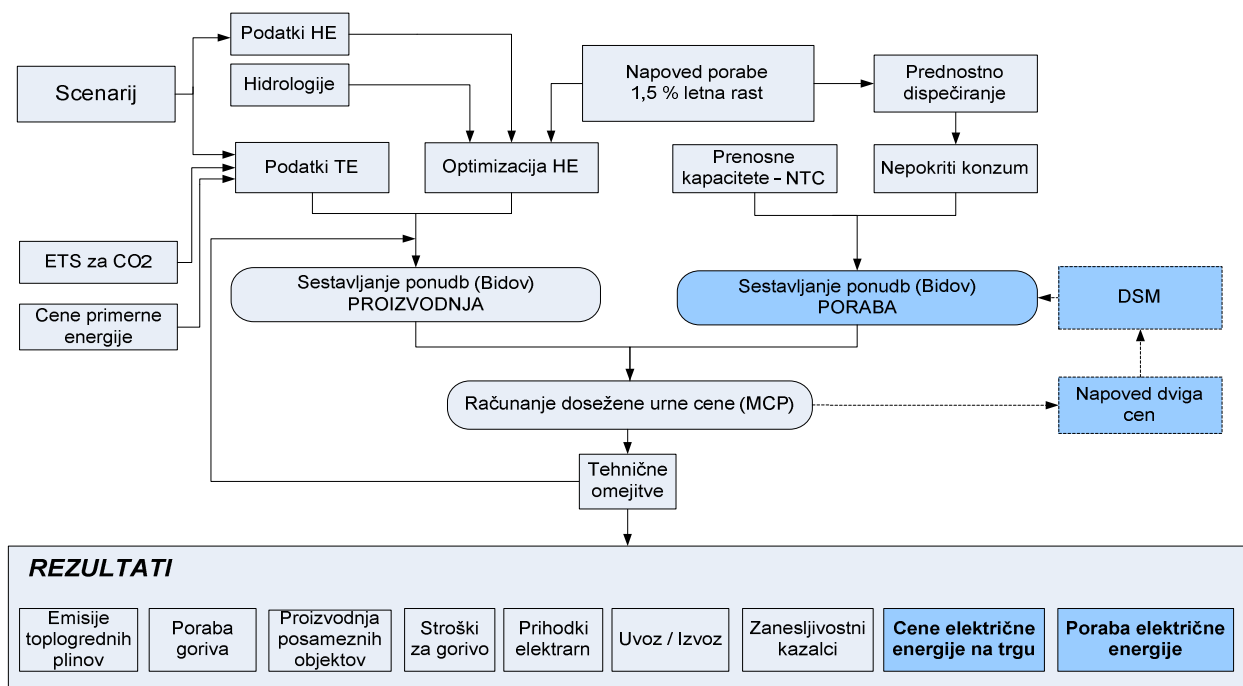 Podatki HE
Hidrologije
Scenarij
Napoved porabe
1,5 % letna rast
Prednostno
dispečiranje
Podatki TE
Optimizacija HE
Prenosne
kapacitete – NTC
Nepokriti konzum
ETS za CO2
Cene primerne
energije
Sestavljanje ponudb (Bidov)
PROIZVODNJA
Sestavljanje ponudb (Bidov)
PORABA
DSM
Računanje dosežene urne cene (MCP)
Napoved dviga
cen
Tehnične
omejitve
REZULTATI
Emisije
toplogrednih
plinov
Poraba
goriva
Proizvodnja
posameznih
objektov
Stroški
za gorivo
Prihodki
elektrarn
Uvoz / Izvoz
Zanesljivostni
kazalci
Cene električne
energije na trgu
Poraba električne
energije